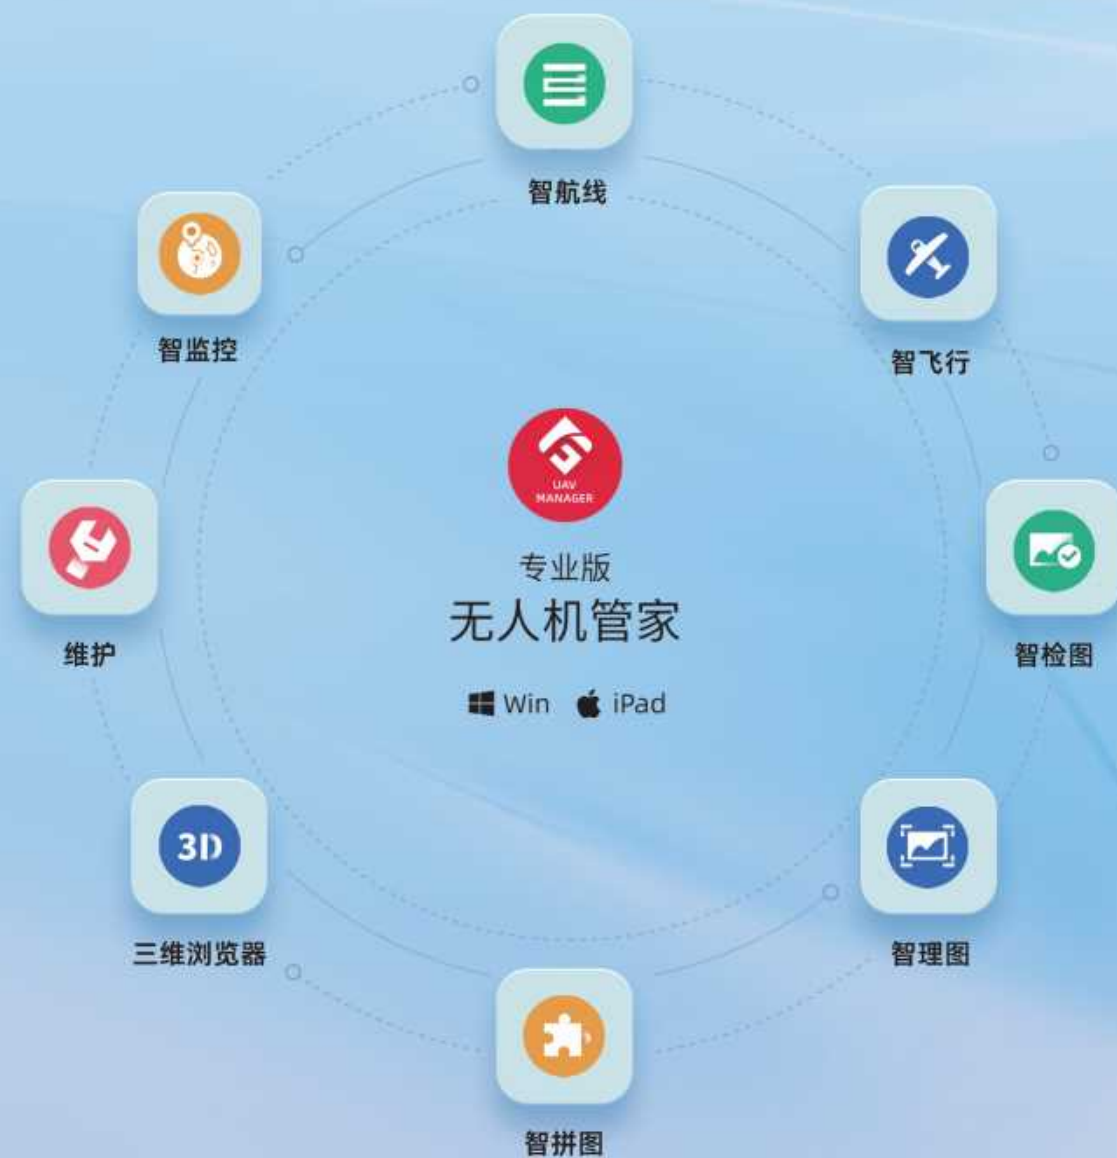 智航线
智飞行
智监控
UAV
MANAGER
专业版
无人机管家
Win
iPad
维护
智检图
3D
三维浏览器
智理图
智拼图